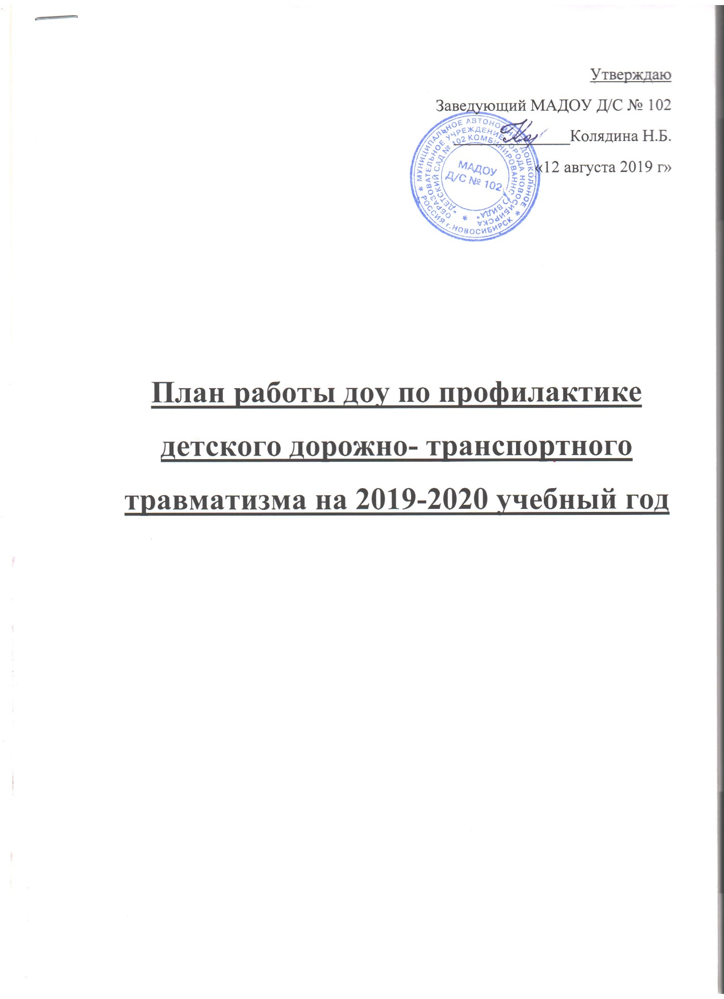 Утверждаю
Заведующий МАДОУ Д/С № 102
Колядина Н.Б.
«12 августа 2019 г»
* МУНИЦИПАЛЬНОЕ АВТОНОМНОЕ ДОШКОЛЬНОЕ *
РОССИЯ г.НОВОСИБИРСК
ОБРАЗОВАТЕЛЬНОЕ УЧРЕЖДЕНИЕ ГОРОДА НОВОСИБИРСКА *
"ДЕТСКИЙ САД № 102 КОМБИНИРОВАННОГО ВИДА"
МАДОУ
Д/С № 102
План работы доу по профилактике
детского дорожно- транспортного
травматизма на 2019-2020 учебный год